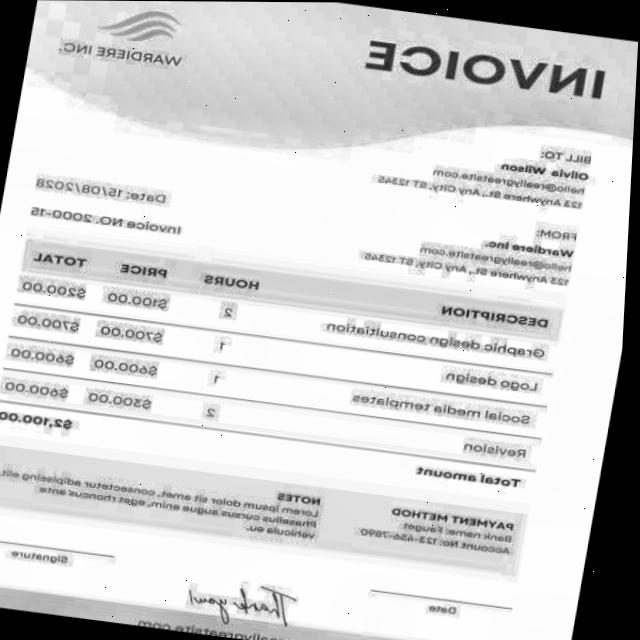 INVOICE
WARDIERE INC.
BILL TO:
Olivia Wilson
hello@reallygreatsite.com
123 Anywhere St., Any City, ST 12345
Date: 15/08/2028
Invoice NO. 2000-15
FROM:
Wardiere Inc.
hello@reallygreatsite.com
123 Anywhere St., Any City, ST 12345
DESCRIPTION HOURS PRICE TOTAL
Graphic design consultation 2 $100.00 $200.00
Logo design 1 $700.00 $700.00
Social media templates 1 $600.00 $600.00
Revision 2 $300.00 $600.00
Total amount $2,100.00
PAYMENT METHOD
Bank name: Fauget
Account No: 123-456-7890
NOTES
Lorem ipsum dolor sit amet, consectetur adipiscing elit.
Phasellus cursus augue enim, eget rhoncus ante
vehicula eu.
Thank you!
Date
Signature